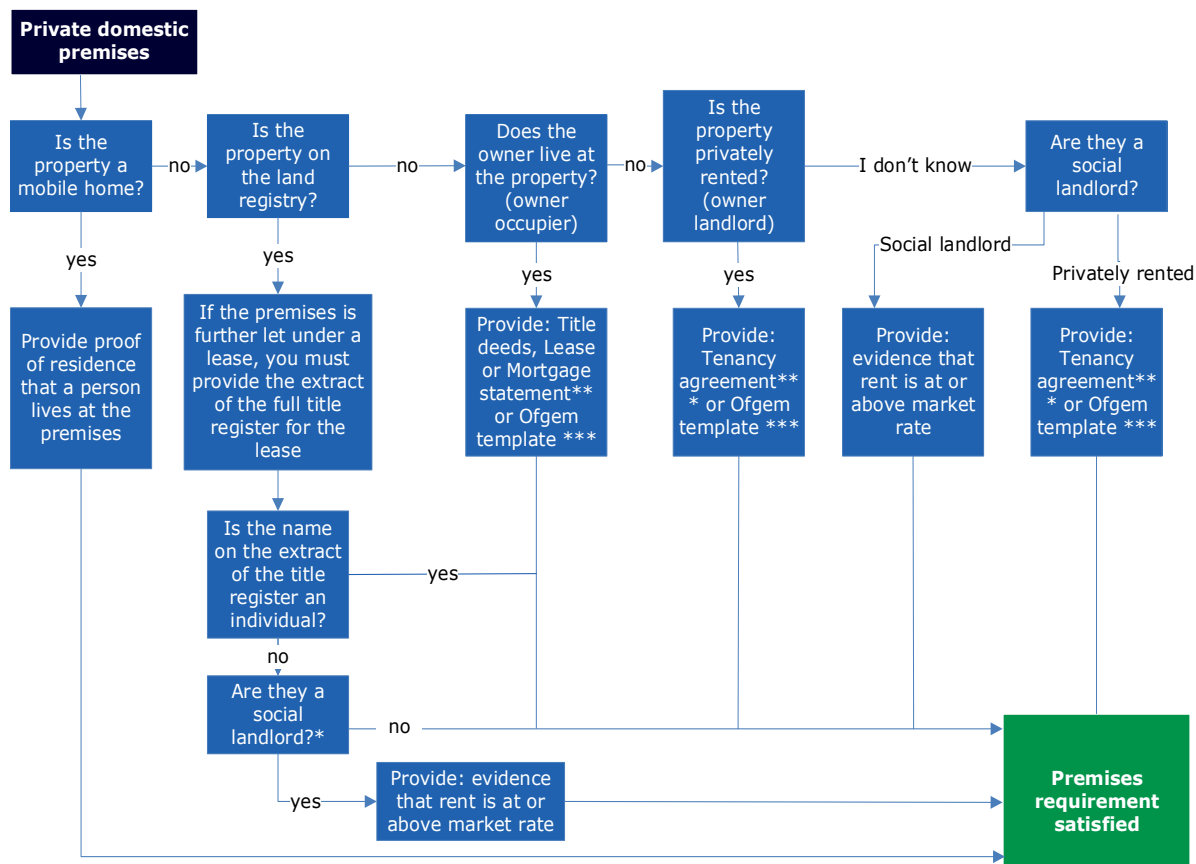 Private domestic
premises
Is the
property a
mobile home?
no
Is the
property on
the land
registry?
no
Does the
owner live at
the property?
(owner
occupier)
no
Is the
property
privately
rented?
(owner
landlord)
I don’t know
Are they a
social
landlord?
yes
yes
yes
yes
Social landlord
Privately rented
Provide proof
of residence
that a person
lives at the
premises
If the premises is
further let under a
lease, you must
provide the extract
of the full title
register for the
lease
Provide: Title
deeds, Lease
or Mortgage
statement**
or Ofgem
template ***
Provide:
Tenancy
agreement**
* or Ofgem
template ***
Provide:
evidence that
rent is at or
above market
rate
Provide:
Tenancy
agreement**
* or Ofgem
template ***
Is the name
on the extract
of the title
register an
individual?
yes
no
Are they a
social
landlord?*
no
yes
Provide: evidence
that rent is at or
above market rate
Premises
requirement
satisfied